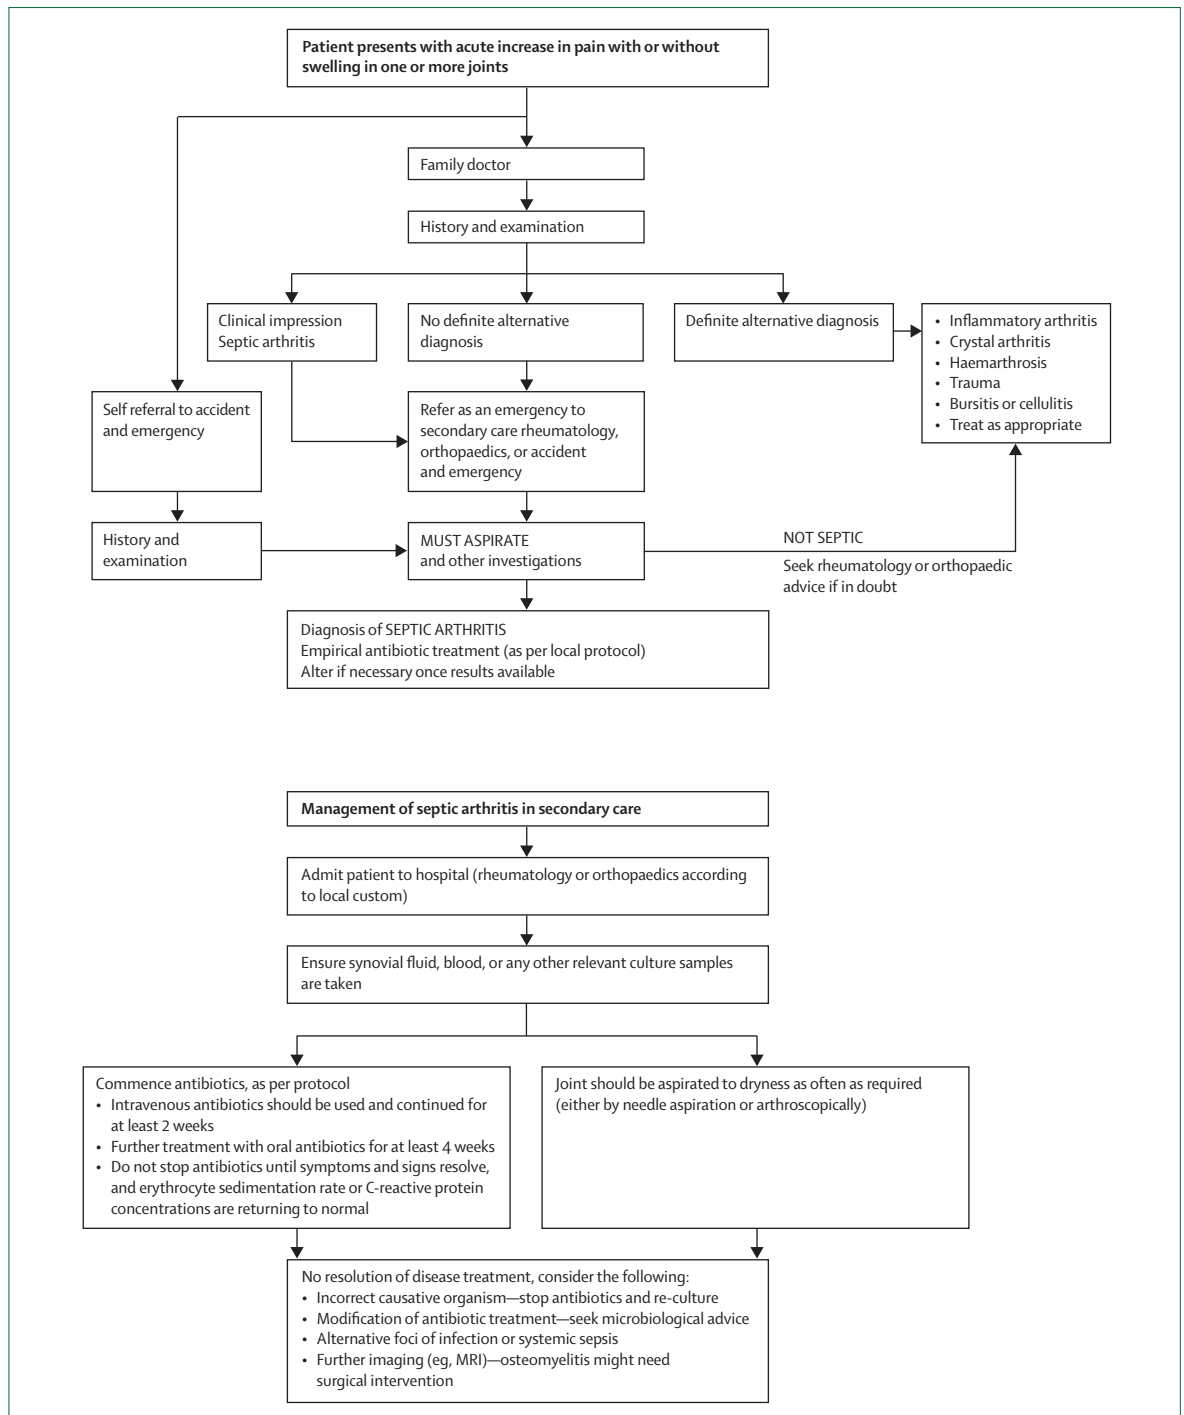 Patient presents with acute increase in pain with or without
swelling in one or more joints
Family doctor
History and examination
Clinical impression
Septic arthritis
No definite alternative
diagnosis
Definite alternative diagnosis
• Inflammatory arthritis
• Crystal arthritis
• Haemarthrosis
• Trauma
• Bursitis or cellulitis
• Treat as appropriate
Self referral to accident
and emergency
Refer as an emergency to
secondary care rheumatology,
orthopaedics, or accident
and emergency
History and
examination
MUST ASPIRATE
and other investigations
NOT SEPTIC
Seek rheumatology or orthopaedic
advice if in doubt
Diagnosis of SEPTIC ARTHRITIS
Empirical antibiotic treatment (as per local protocol)
Alter if necessary once results available
Management of septic arthritis in secondary care
Admit patient to hospital (rheumatology or orthopaedics according
to local custom)
Ensure synovial fluid, blood, or any other relevant culture samples
are taken
Commence antibiotics, as per protocol
• Intravenous antibiotics should be used and continued for
at least 2 weeks
• Further treatment with oral antibiotics for at least 4 weeks
• Do not stop antibiotics until symptoms and signs resolve,
and erythrocyte sedimentation rate or C-reactive protein
concentrations are returning to normal
Joint should be aspirated to dryness as often as required
(either by needle aspiration or arthroscopically)
No resolution of disease treatment, consider the following:
• Incorrect causative organism—stop antibiotics and re-culture
• Modification of antibiotic treatment—seek microbiological advice
• Alternative foci of infection or systemic sepsis
• Further imaging (eg, MRI)—osteomyelitis might need
surgical intervention